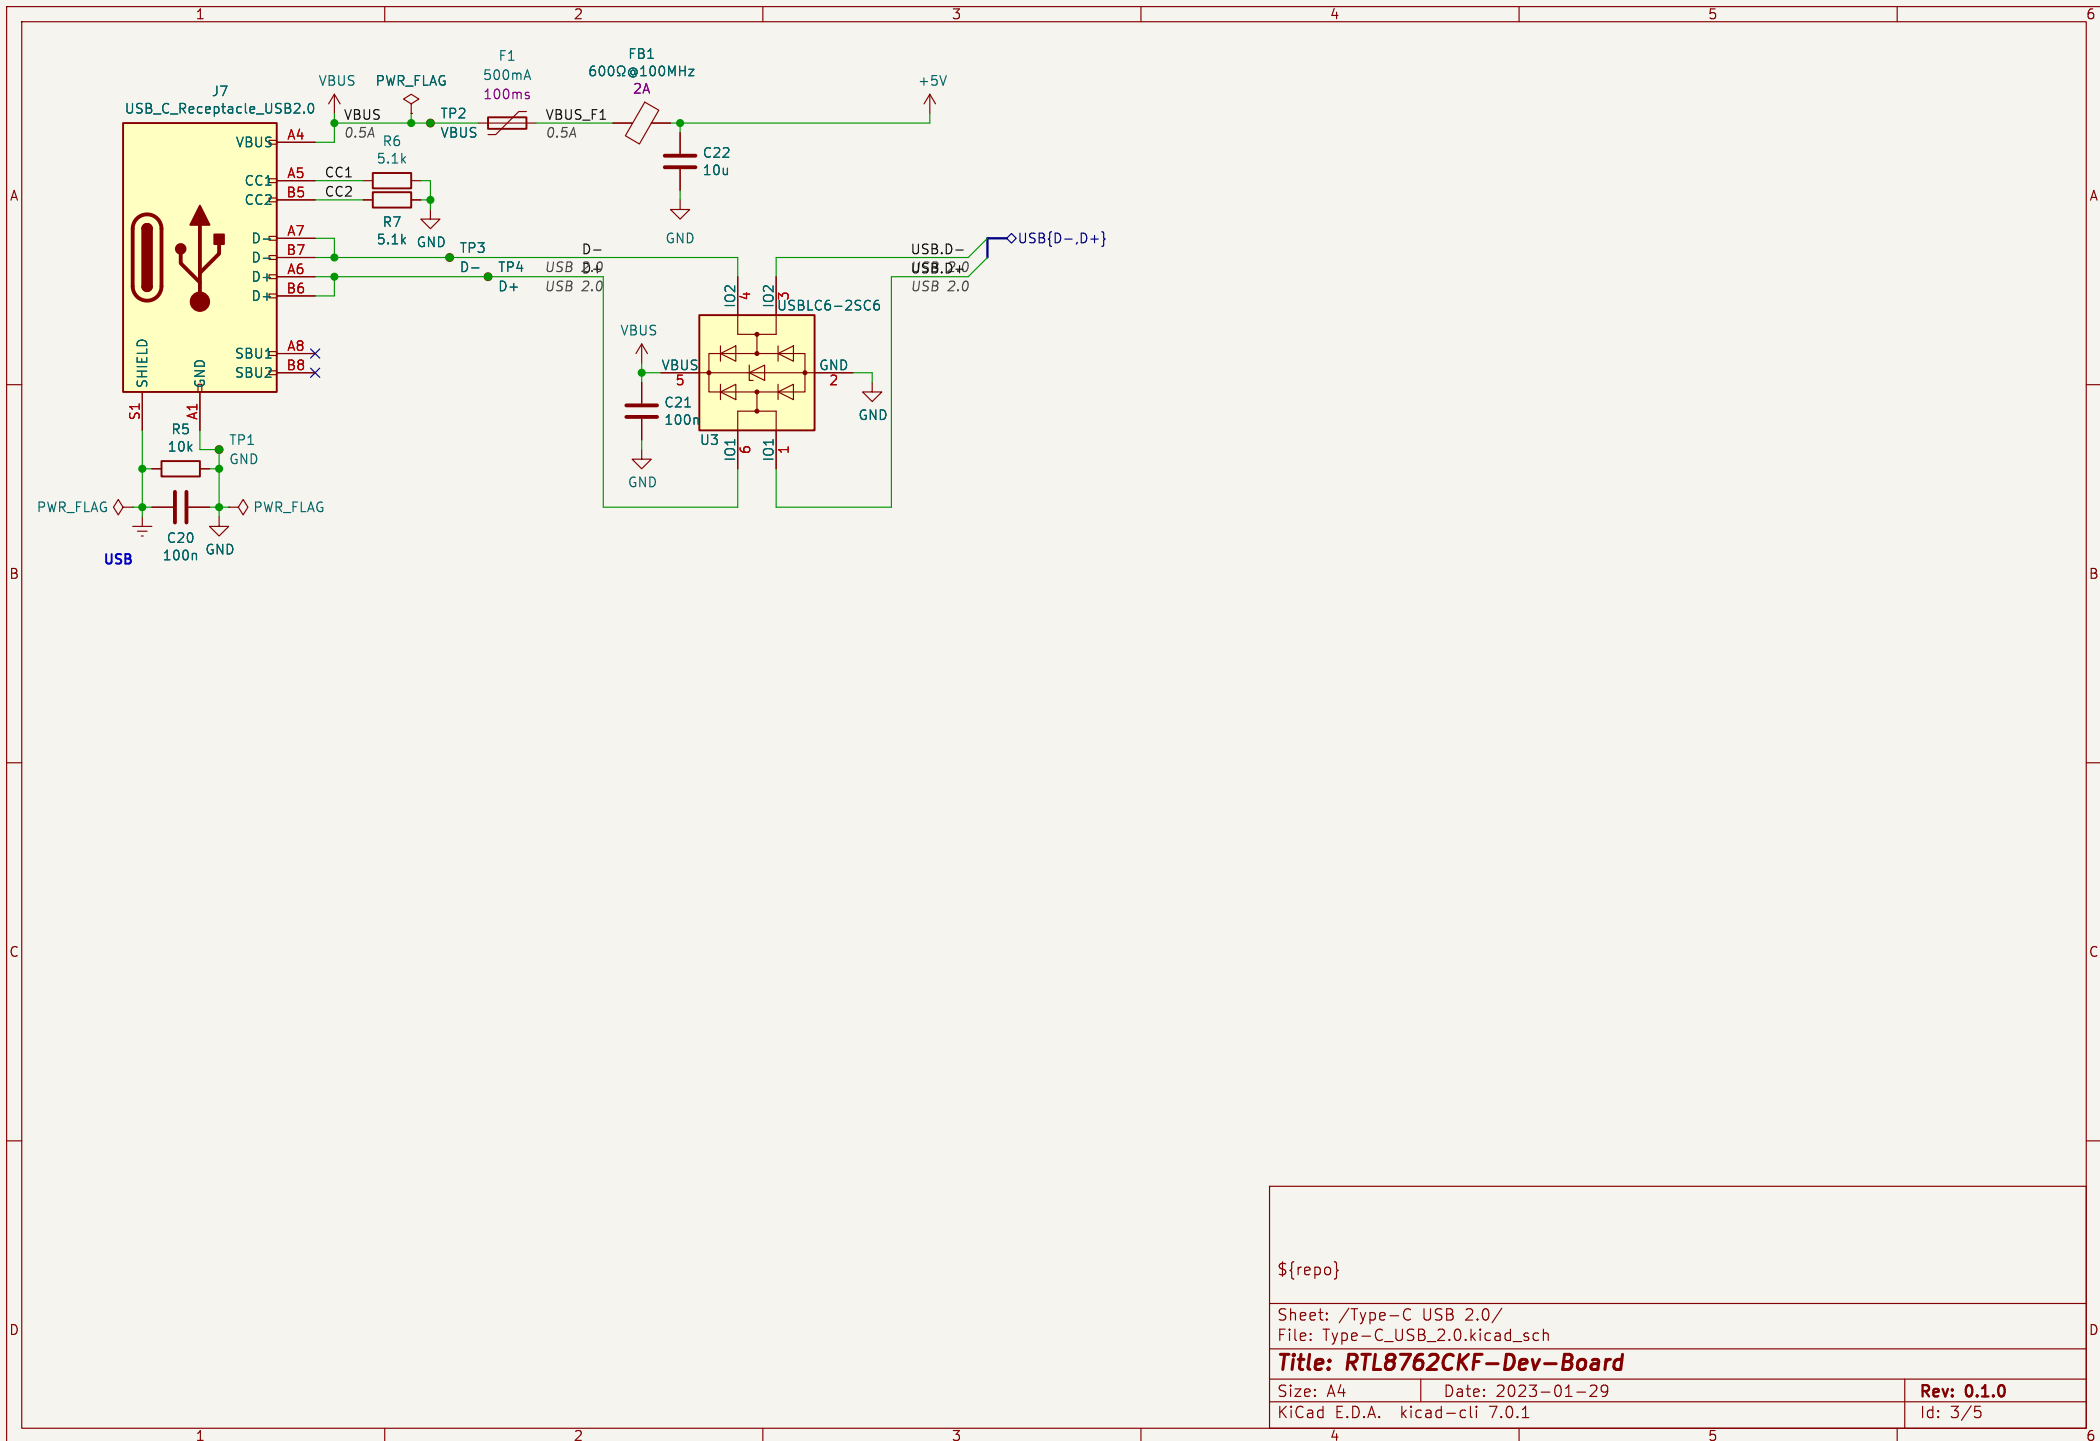 1 2 3 4 5 6
A
B
C
D
A
B
C
D
1 2 3 4 5 6
J7
USB_C_Receptacle_USB2.0
VBUS
A4
CC1
A5
CC2
B5
D-
A7
D-
B7
D+
A6
D+
B6
SBU1
A8
SBU2
B8
SHIELD
GND
S1
A1
VBUS
PWR_FLAG
VBUS
0.5A
TP2
VBUS
F1
500mA
100ms
VBUS_F1
0.5A
FB1
600Ω@100MHz
2A
+5V
C22
10u
GND
R6
5.1k
CC1
CC2
R7
5.1k
GND
TP3
D-
TP4
D+
D-
USB 2.0
D+
USB 2.0
USB.D-
USB 2.0
USB.D+
USB 2.0
USB{D-,D+}
IO2
4
IO2
3
USBLC6-2SC6
VBUS
VBUS
5
GND
2
GND
C21
100n
GND
U3
IO1
6
IO1
1
R5
10k
TP1
GND
PWR_FLAG
PWR_FLAG
C20
100n
GND
USB
${repo}
Sheet: /Type-C USB 2.0/
File: Type-C_USB_2.0.kicad_sch
Title: RTL8762CKF-Dev-Board
Size: A4 Date: 2023-01-29 Rev: 0.1.0
KiCad E.D.A. kicad-cli 7.0.1 Id: 3/5